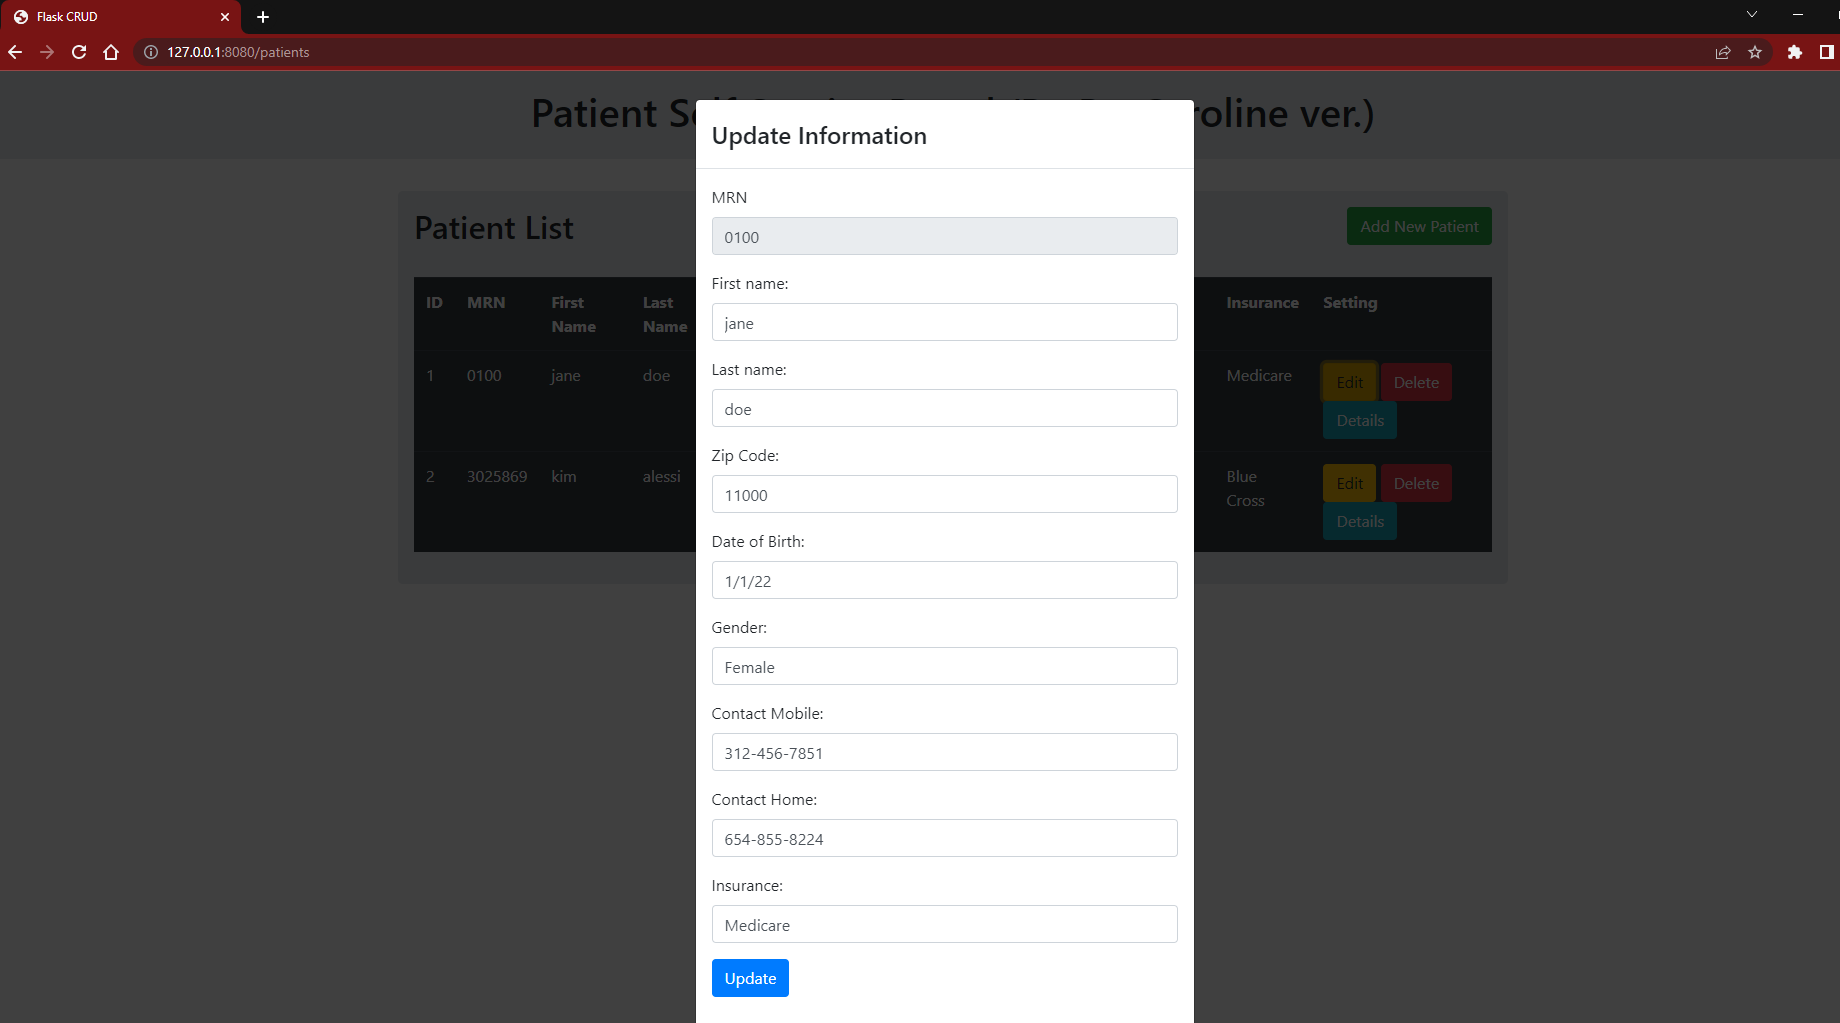 Flask CRUD
127.0.0.1:8080/patients
Patient
roline ver.)
Update Information
MRN
0100
First name:
jane
Last name:
doe
Zip Code:
11000
Date of Birth:
1/1/22
Gender:
Female
Contact Mobile:
312-456-7851
Contact Home:
654-855-8224
Insurance:
Medicare
Update
Patient List
Add New Patient
ID MRN First Name Last Name Insurance Setting
1 0100 jane doe Medicare Edit Delete
Details
2 3025869 kim alessi Blue Cross Edit Delete
Details